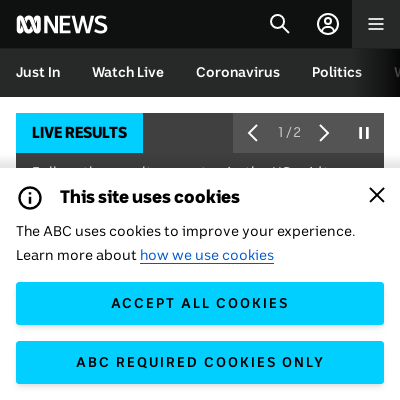 NEWS
Just In Watch Live Coronavirus Politics
LIVE RESULTS 1/2
This site uses cookies
The ABC uses cookies to improve your experience.
Learn more about how we use cookies
ACCEPT ALL COOKIES
ABC REQUIRED COOKIES ONLY